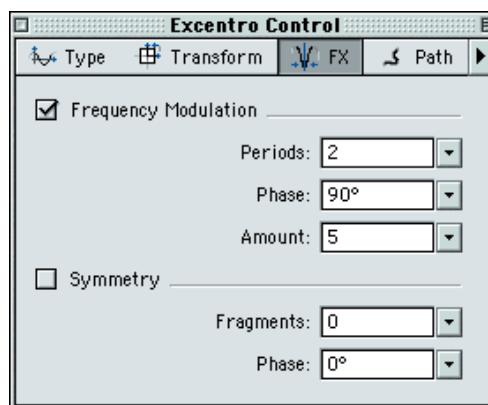 Excentro Control
Type Transform FX Path
Frequency Modulation
Periods: 2
Phase: 90°
Amount: 5
Symmetry
Fragments: 0
Phase: 0°